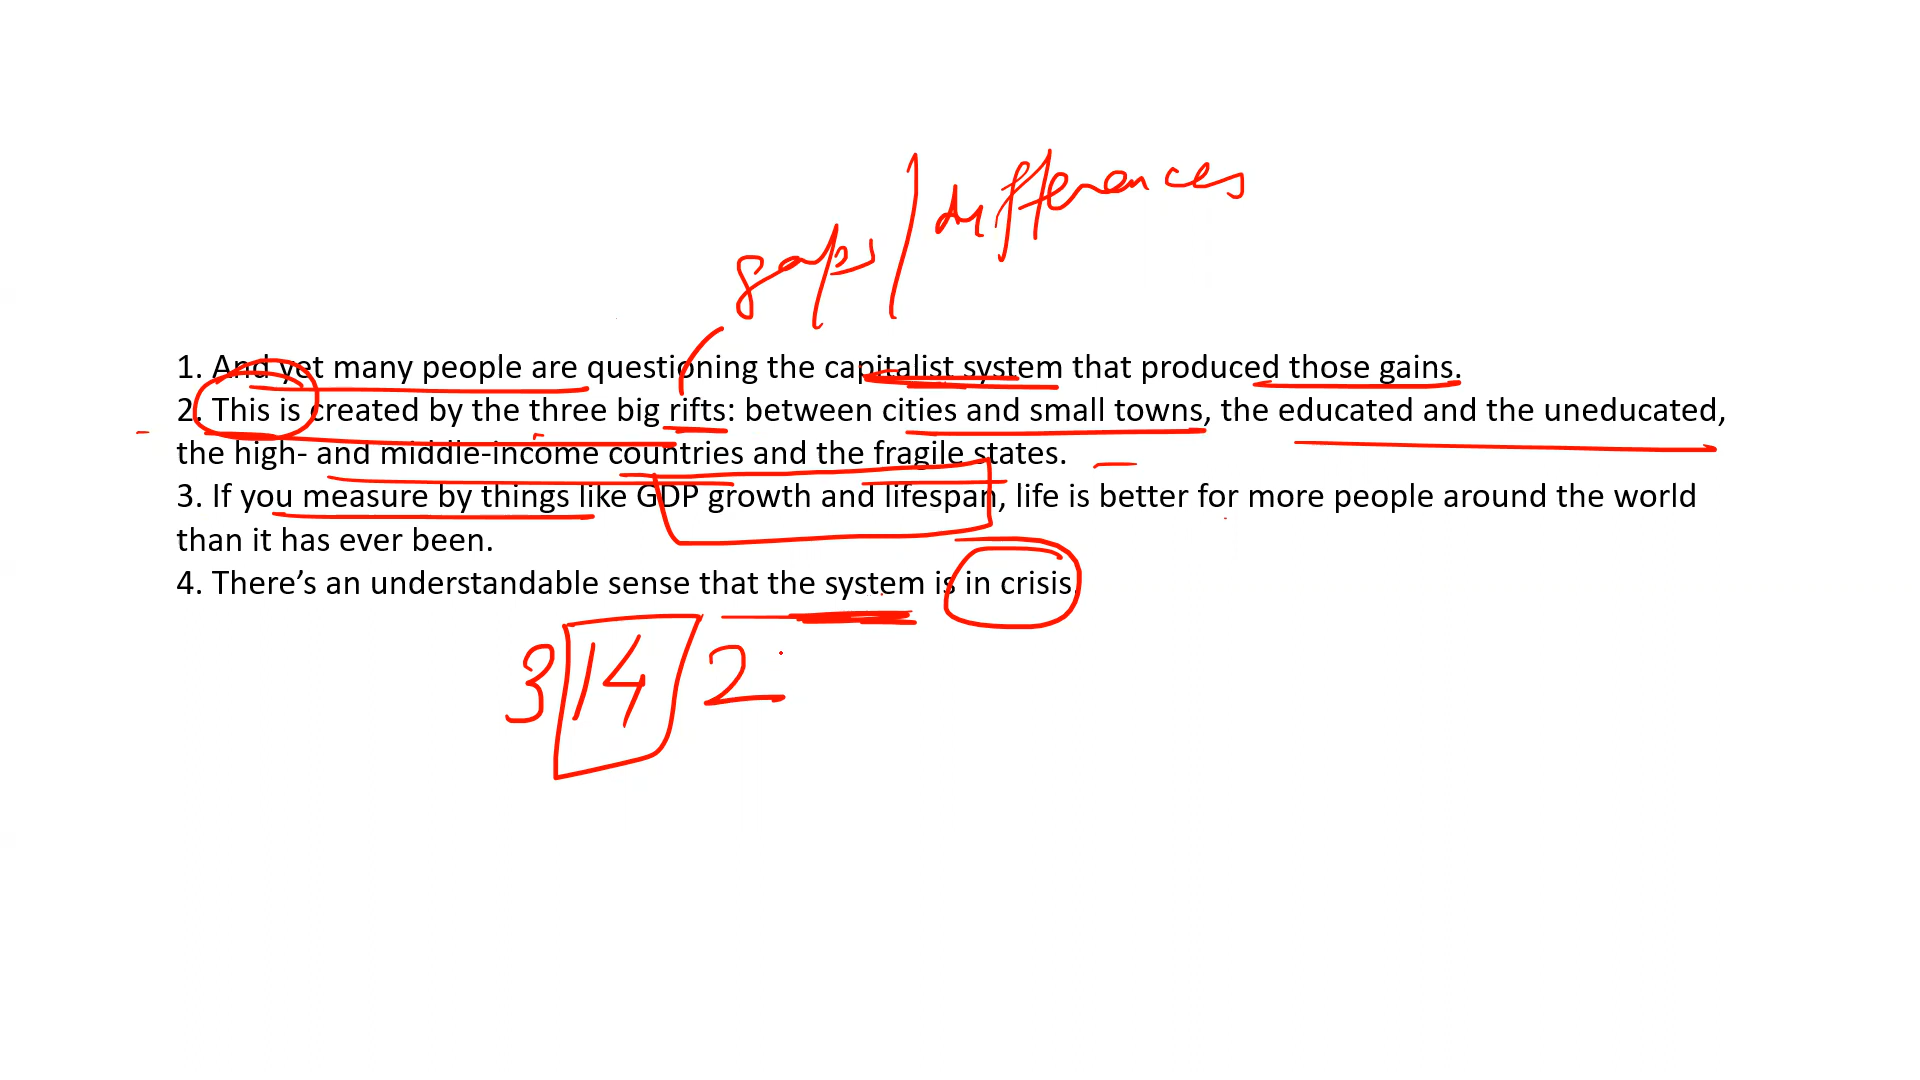 gaps/differences
1. And yet many people are questioning the capitalist system that produced those gains.
2. This is created by the three big rifts: between cities and small towns, the educated and the uneducated,
the high- and middle-income countries and the fragile states.
3. If you measure by things like GDP growth and lifespan, life is better for more people around the world
than it has ever been.
4. There’s an understandable sense that the system is in crisis.
3142